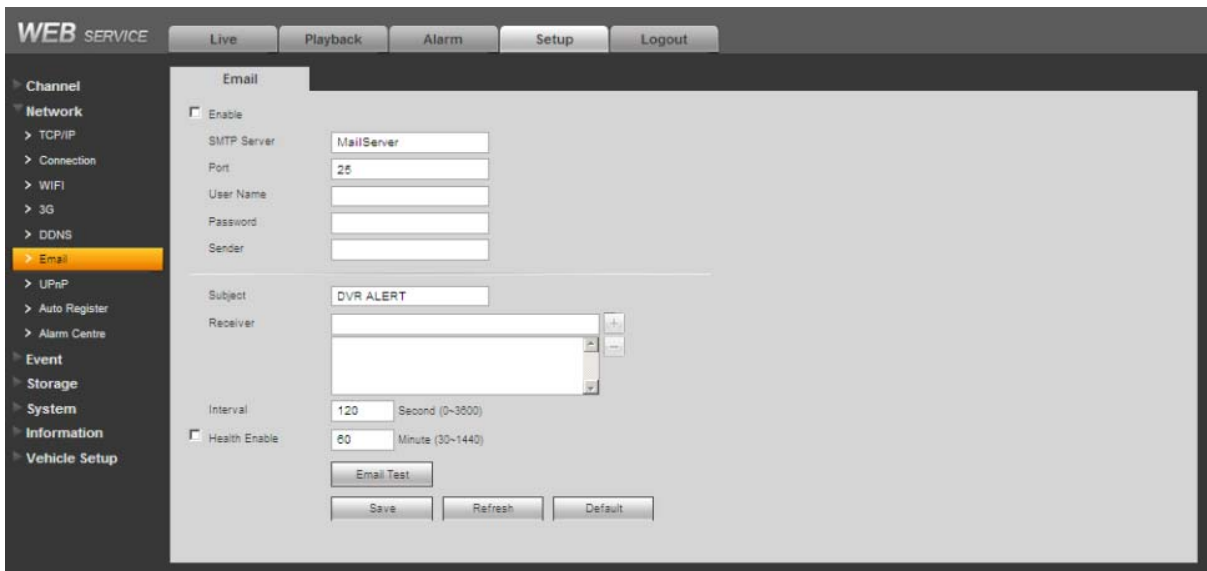 WEB SERVICE
Live Playback Alarm Setup Logout
Channel
Network
> TCP/IP
> Connection
> WIFI
> 3G
> DDNS
> Email
> UPnP
> Auto Register
> Alarm Centre
Event
Storage
System
Information
Vehicle Setup
Email
Enable
SMTP Server MailServer
Port 25
User Name
Password
Sender
Subject DVR ALERT
Receiver
Interval 120 Second (0~3600)
Health Enable 60 Minute (30~1440)
Email Test
Save Refresh Default